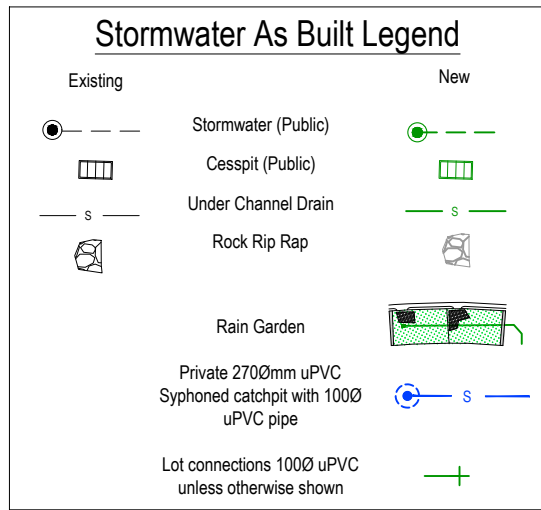 Stormwater As Built Legend
Existing
New
Stormwater (Public)
Cesspit (Public)
S
Under Channel Drain
S
Rock Rip Rap
Rain Garden
Private 270Ømm uPVC
Syphoned catchpit with 100Ø
uPVC pipe
S
Lot connections 100Ø uPVC
unless otherwise shown